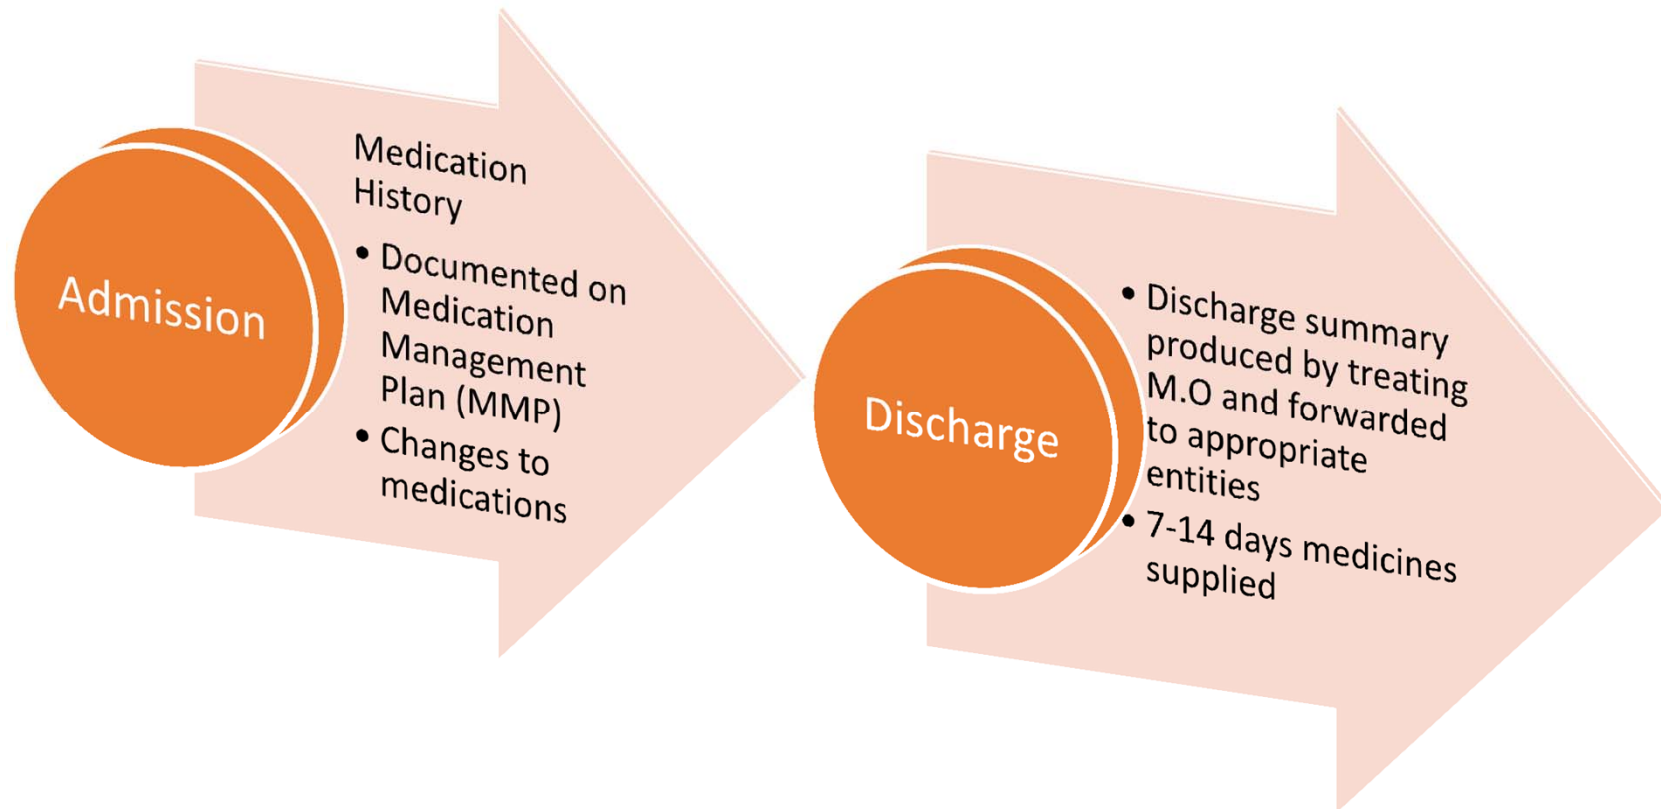 Admission
Medication
History
• Documented on
Medication
Management
Plan (MMP)
• Changes to
medications
Discharge
• Discharge summary
produced by treating
M.O and forwarded
to appropriate
entities
• 7-14 days medicines
supplied